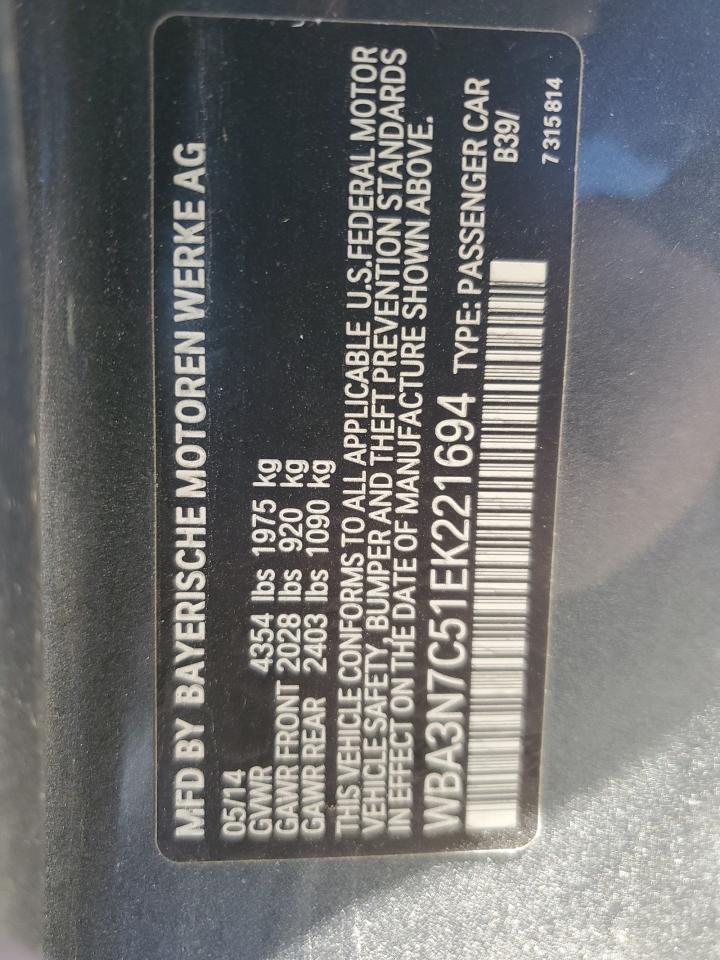 MFD BY BAYERISCHE MOTOREN WERKE AG
05/14
GVWR 4354 lbs 1975 kg
GAWR FRONT 2028 lbs 920 kg
GAWR REAR 2403 lbs 1090 kg
THIS VEHICLE CONFORMS TO ALL APPLICABLE U.S.FEDERAL MOTOR
VEHICLE SAFETY, BUMPER AND THEFT PREVENTION STANDARDS
IN EFFECT ON THE DATE OF MANUFACTURE SHOWN ABOVE.
WBA3N7C51EK221694 TYPE: PASSENGER CAR
B39/
7 315 814